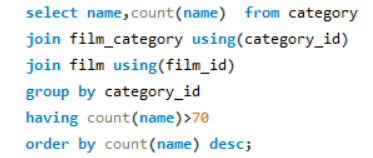 select name,count(name)  from category
join film_category using(category_id)
join film using(film_id)
group by category_id
having count(name)>70
order by count(name) desc;